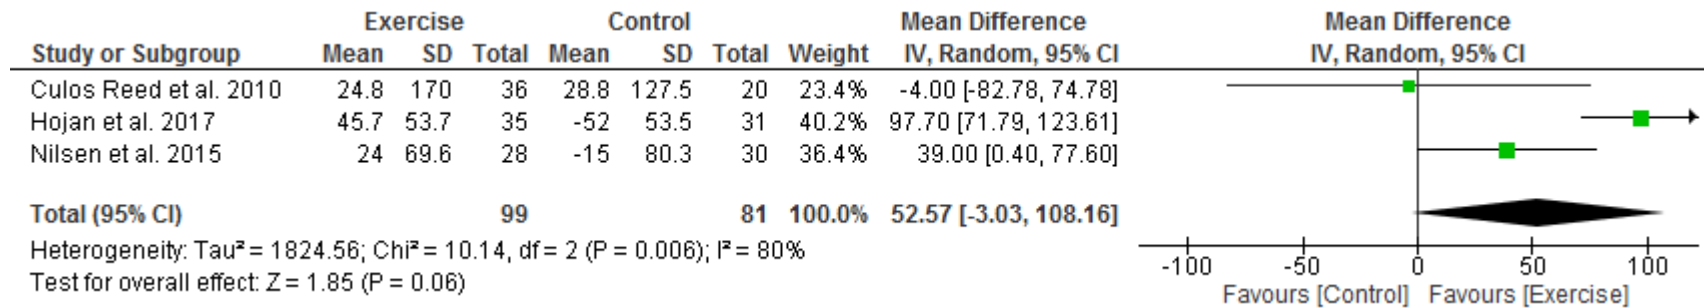 Exercise Control Mean Difference Mean Difference
Study or Subgroup Mean SD Total Mean SD Total Weight IV, Random, 95% CI IV, Random, 95% CI
Culos Reed et al. 2010 24.8 170 36 28.8 127.5 20 23.4% -4.00 [-82.78, 74.78]
Hojan et al. 2017 45.7 53.7 35 -52 53.5 31 40.2% 97.70 [71.79, 123.61]
Nilsen et al. 2015 24 69.6 28 -15 80.3 30 36.4% 39.00 [0.40, 77.60]
Total (95% CI) 99 81 100.0% 52.57 [-3.03, 108.16]
Heterogeneity: Tau² = 1824.56; Chi² = 10.14, df = 2 (P = 0.006); I² = 80%
Test for overall effect: Z = 1.85 (P = 0.06)
-100 -50 0 50 100
Favours [Control] Favours [Exercise]